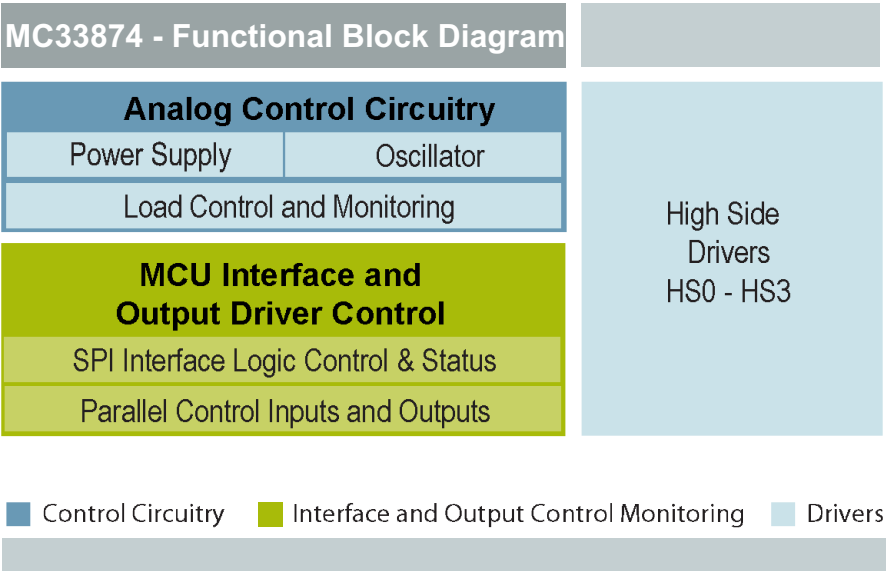 MC33874 - Functional Block Diagram
Analog Control Circuitry
Power Supply
Oscillator
Load Control and Monitoring
MCU Interface and
Output Driver Control
SPI Interface Logic Control & Status
Parallel Control Inputs and Outputs
High Side
Drivers
HS0 - HS3
Control Circuitry
Interface and Output Control Monitoring
Drivers